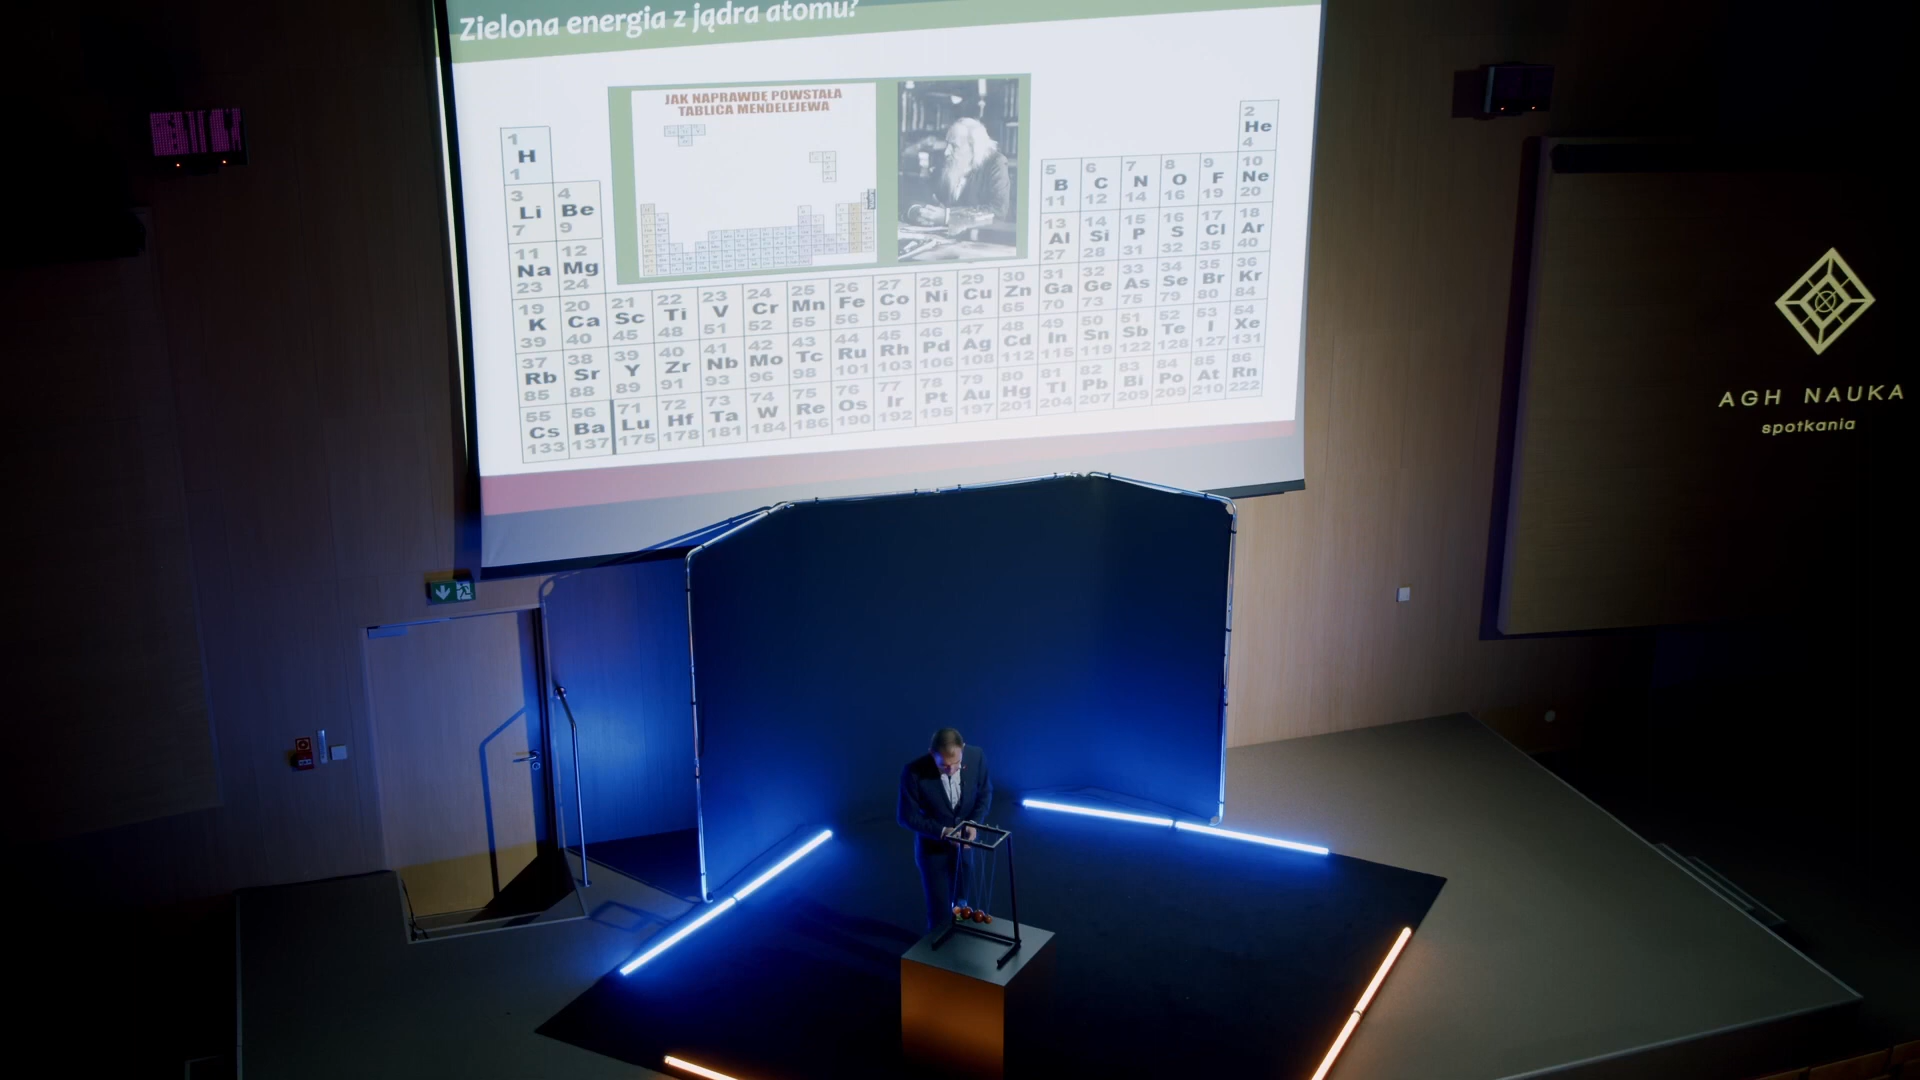 Zielona energia z jądra atomu?
JAK NAPRAWDĘ POWSTAŁA
TABLICA MENDELEJEWA
1 2
H He
1 4
3 4 5 6 7 8 9 10
Li Be B C N O F Ne
7 9 11 12 14 16 19 20
11 12 13 14 15 16 17 18
Na Mg Al Si P S Cl Ar
23 24 27 28 31 32 35 40
19 20 21 22 23 24 25 26 27 28 29 30 31 32 33 34 35 36
K Ca Sc Ti V Cr Mn Fe Co Ni Cu Zn Ga Ge As Se Br Kr
39 40 45 48 51 52 55 56 59 59 64 65 70 73 75 79 80 84
37 38 39 40 41 42 43 44 45 46 47 48 49 50 51 52 53 54
Rb Sr Y Zr Nb Mo Tc Ru Rh Pd Ag Cd In Sn Sb Te I Xe
85 88 89 91 93 96 98 101 103 106 108 112 115 119 122 128 127 131
55 56 71 72 73 74 75 76 77 78 79 80 81 82 83 84 85 86
Cs Ba Lu Hf Ta W Re Os Ir Pt Au Hg Tl Pb Bi Po At Rn
133 137 175 178 181 184 186 190 192 195 197 201 204 207 209 209 210 222
AGH NAUKA
spotkania